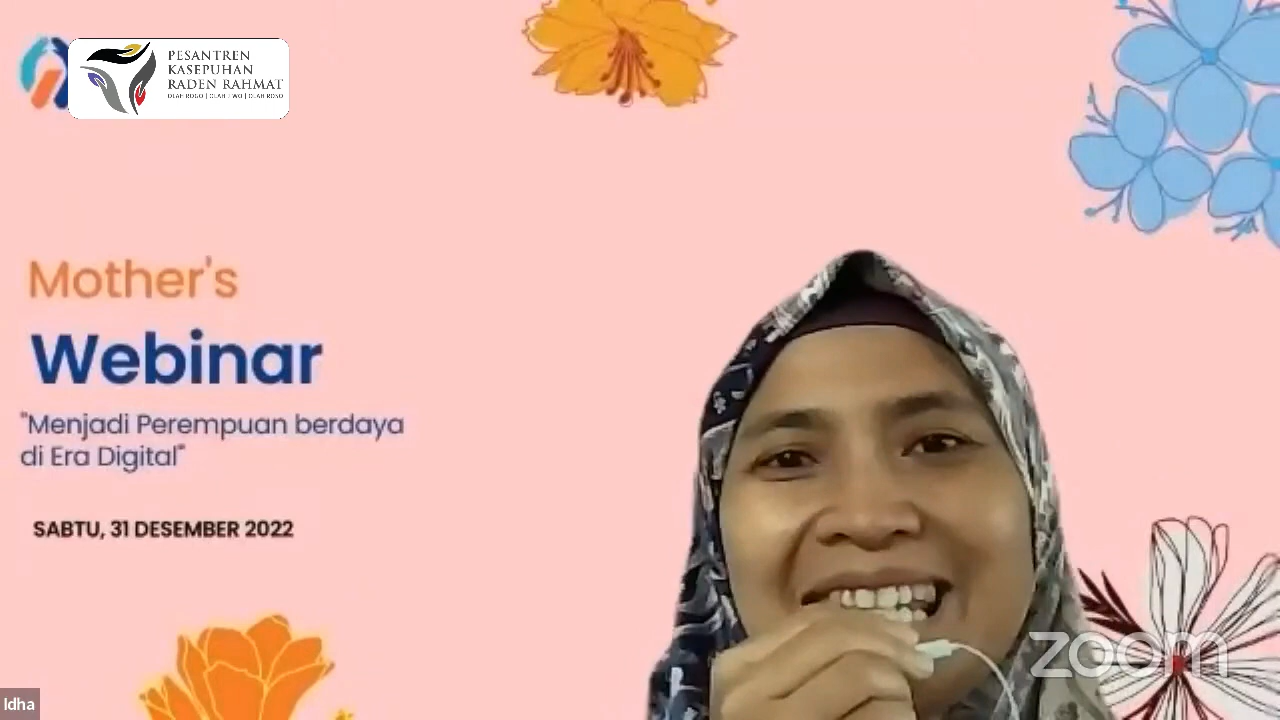 PESANTREN
KASEPUHAN
RADEN RAHMAT
Mother's
Webinar
"Menjadi Perempuan berdaya
di Era Digital"
SABTU, 31 DESEMBER 2022
zoom
Idha